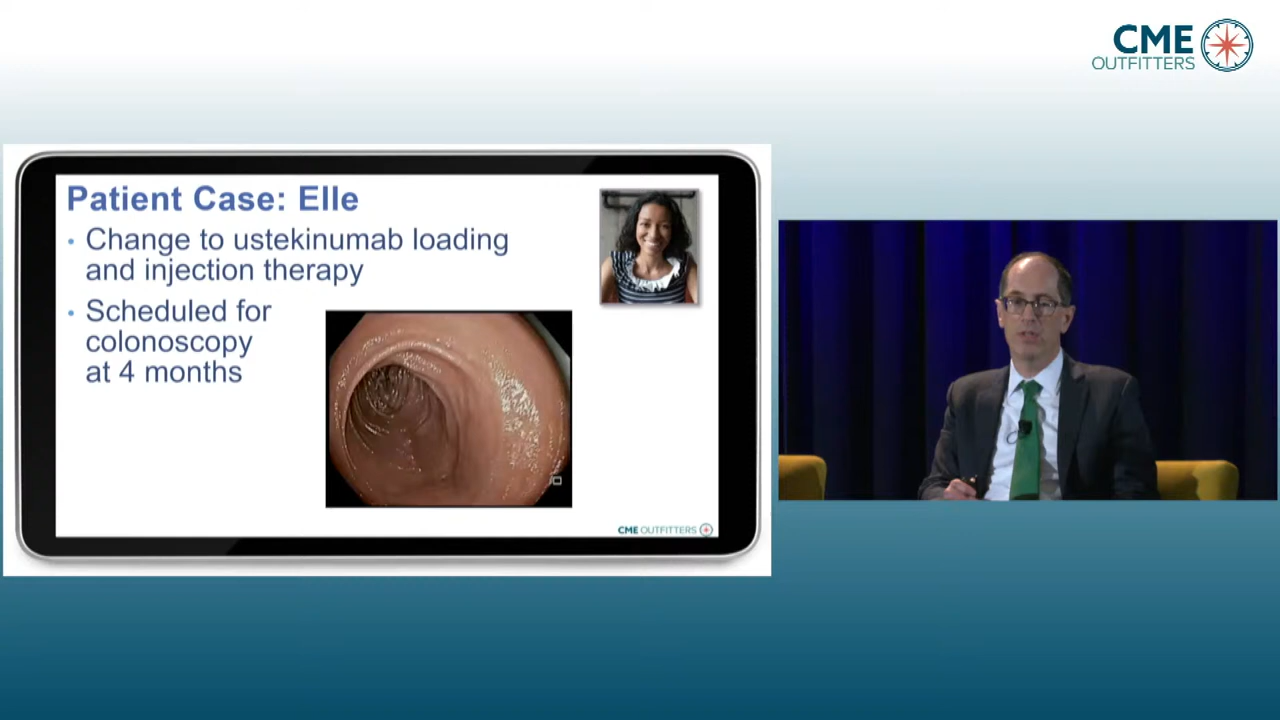 CME
OUTFITTERS
Patient Case: Elle
• Change to ustekinumab loading
and injection therapy
• Scheduled for
colonoscopy
at 4 months
CME OUTFITTERS